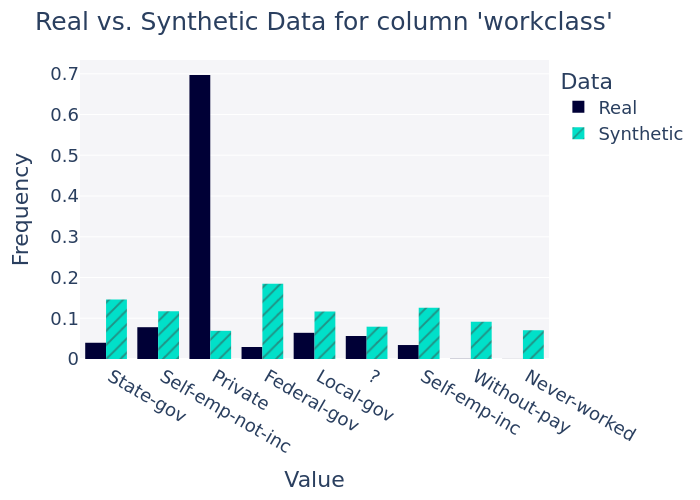 Real vs. Synthetic Data for column 'workclass'
Data
Real
Synthetic
Frequency
0.7
0.6
0.5
0.4
0.3
0.2
0.1
0
State-gov
Self-emp-not-inc
Private
Federal-gov
Local-gov
?
Self-emp-inc
Without-pay
Never-worked
Value